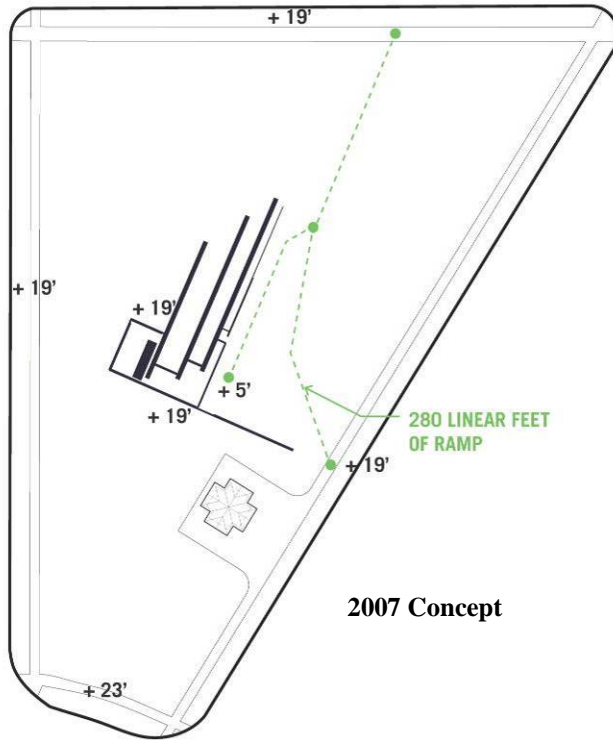 + 19'
+ 19'
+ 19'
+ 5'
+ 19'
280 LINEAR FEET
OF RAMP
+ 19'
2007 Concept
+ 23'